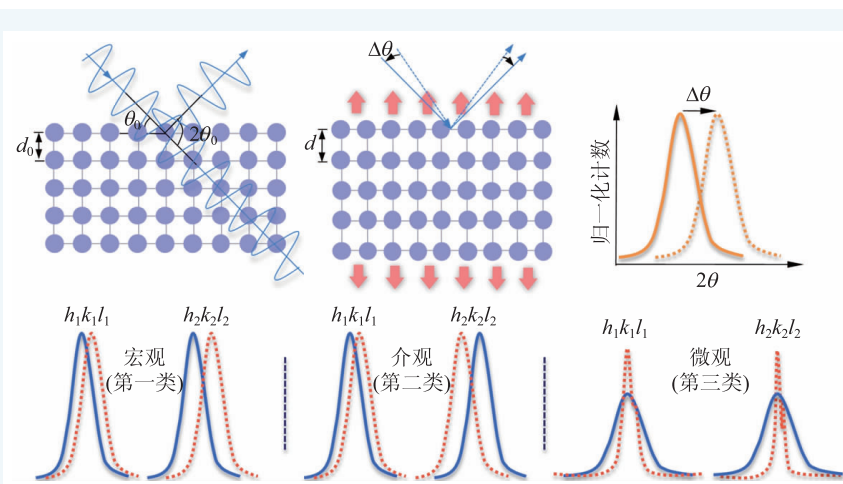 Δθ
Δθ
θ₀
2θ₀
d₀
d
归一化计数
2θ
h₁k₁l₁
h₂k₂l₂
h₁k₁l₁
h₂k₂l₂
h₁k₁l₁
h₂k₂l₂
宏观
(第一类)
介观
(第二类)
微观
(第三类)